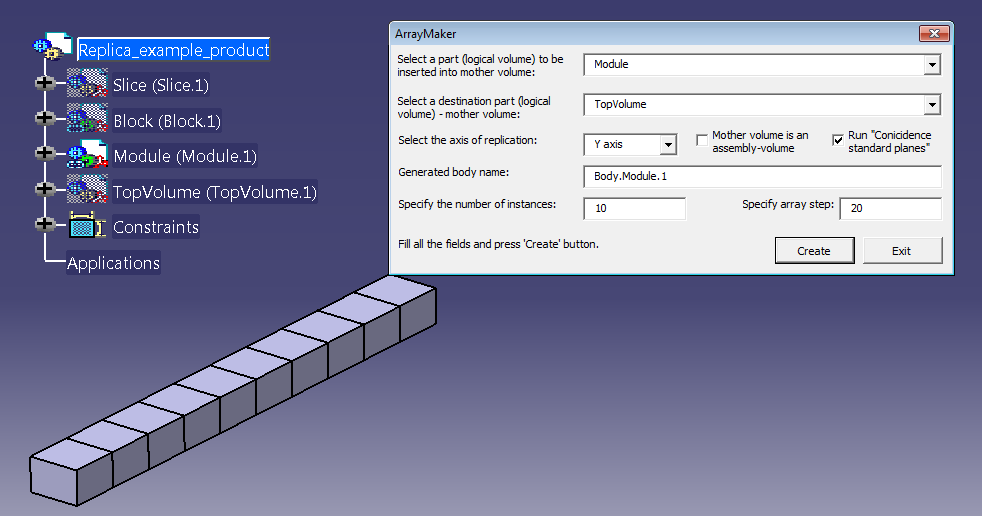 Replica_example_product
Slice (Slice.1)
Block (Block.1)
Module (Module.1)
TopVolume (TopVolume.1)
Constraints
Applications
ArrayMaker
Select a part (logical volume) to be
inserted into mother volume:
Module
Select a destination part (logical
volume) - mother volume:
TopVolume
Select the axis of replication:
Y axis
Mother volume is an
assembly-volume
Run "Conicidence
standard planes"
Generated body name:
Body.Module.1
Specify the number of instances:
10
Specify array step:
20
Fill all the fields and press 'Create' button.
Create
Exit